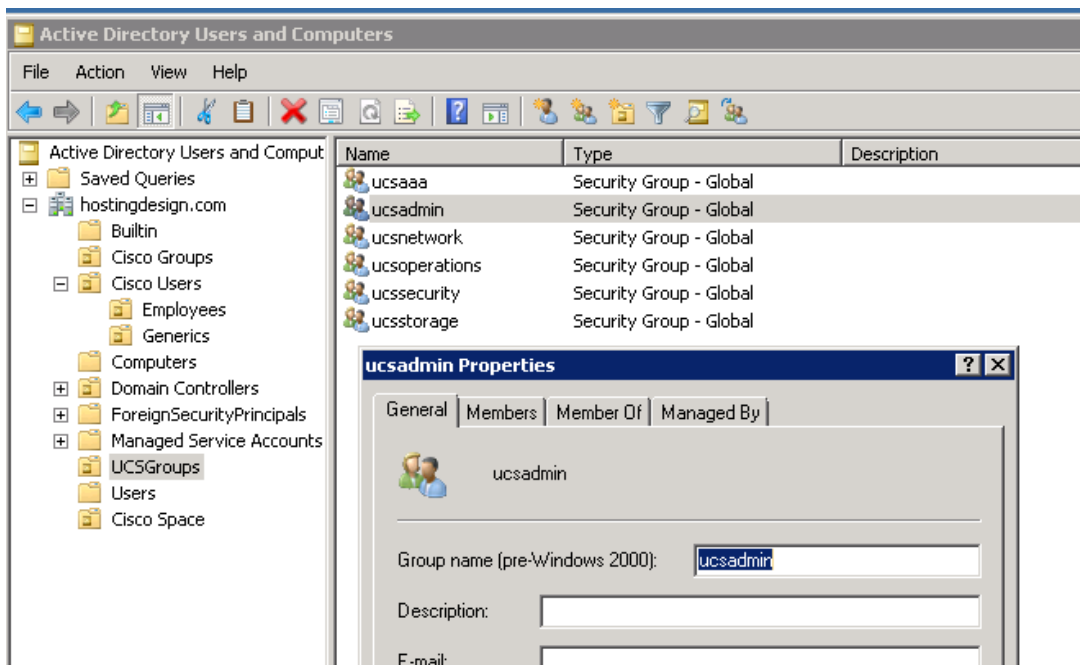 Active Directory Users and Computers
File Action View Help
Active Directory Users and Comput
Saved Queries
hostingdesign.com
Builtin
Cisco Groups
Cisco Users
Employees
Generics
Computers
Domain Controllers
ForeignSecurityPrincipals
Managed Service Accounts
UCSGroups
Users
Cisco Space
Name Type Description
ucsaaa Security Group - Global
ucsadmin Security Group - Global
ucsnetwork Security Group - Global
ucsoperations Security Group - Global
ucssecurity Security Group - Global
ucsstorage Security Group - Global
ucsadmin Properties
General Members Member Of Managed By
ucsadmin
Group name (pre-Windows 2000): ucsadmin
Description:
E-mail: